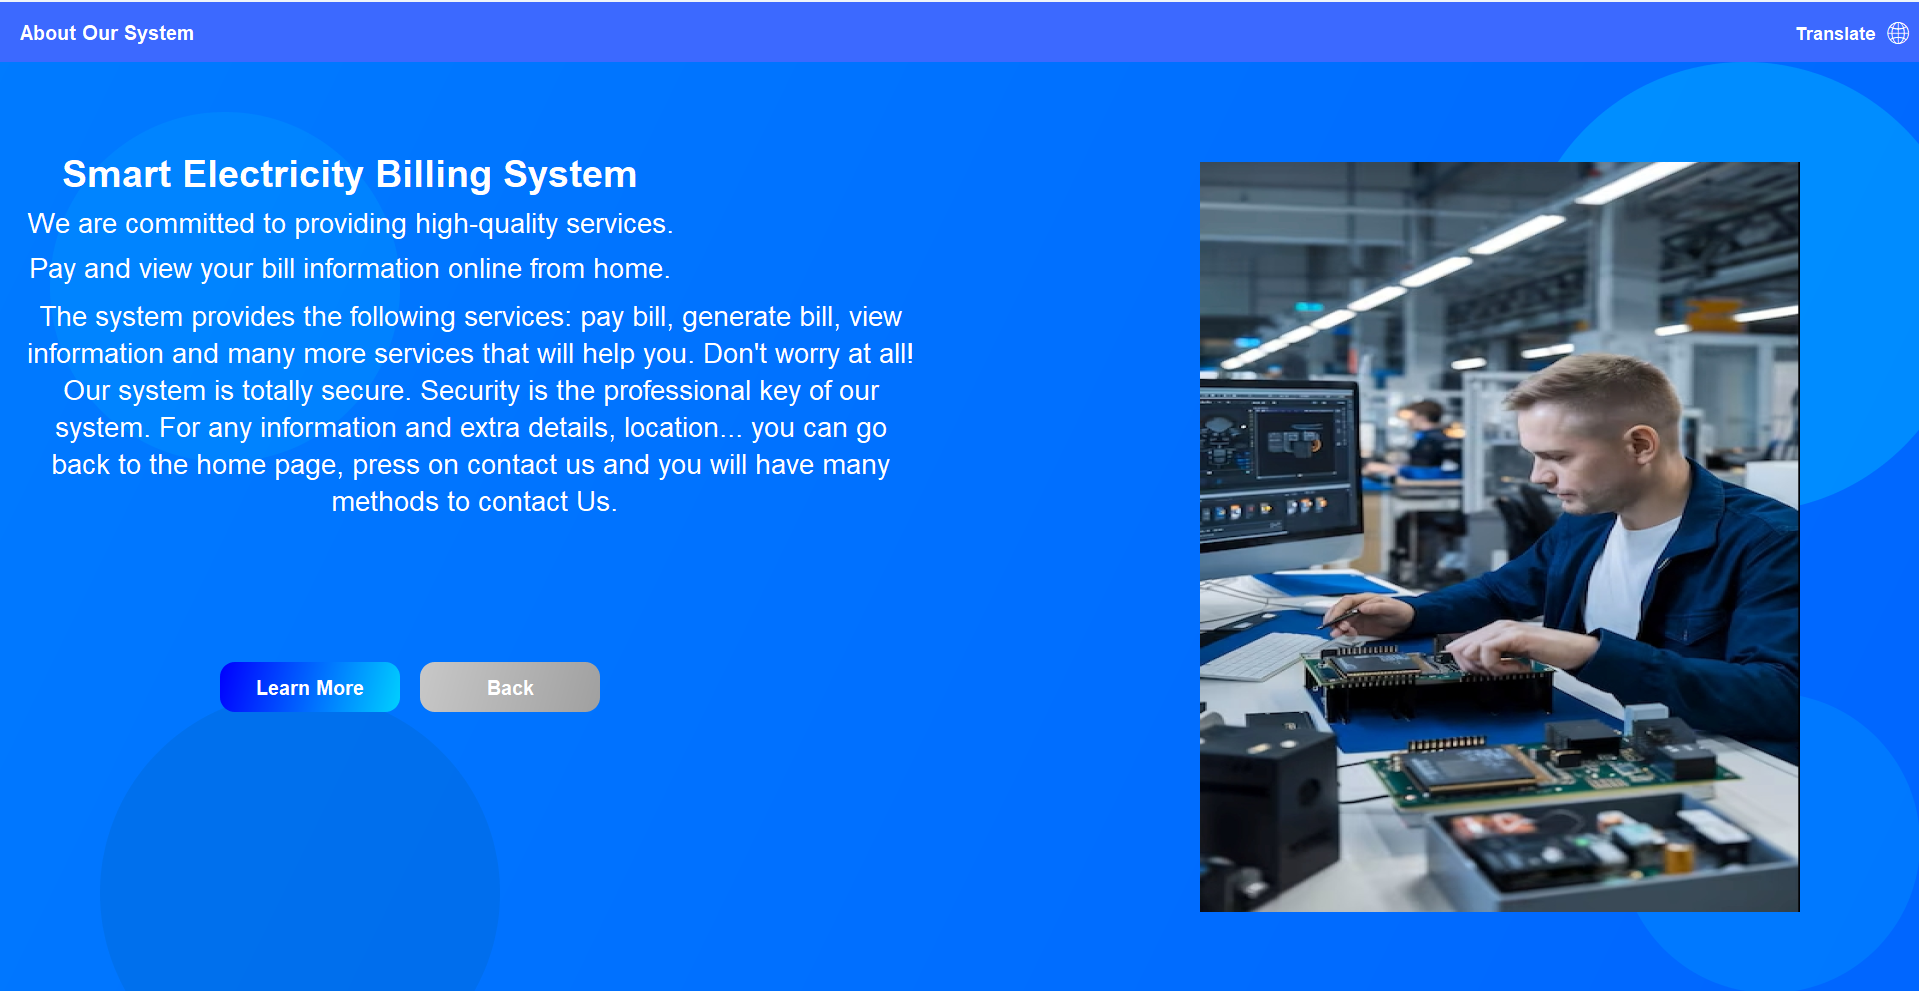 About Our System
Translate
Smart Electricity Billing System
We are committed to providing high-quality services.
Pay and view your bill information online from home.
The system provides the following services: pay bill, generate bill, view
information and many more services that will help you. Don't worry at all!
Our system is totally secure. Security is the professional key of our
system. For any information and extra details, location... you can go
back to the home page, press on contact us and you will have many
methods to contact Us.
Learn More
Back